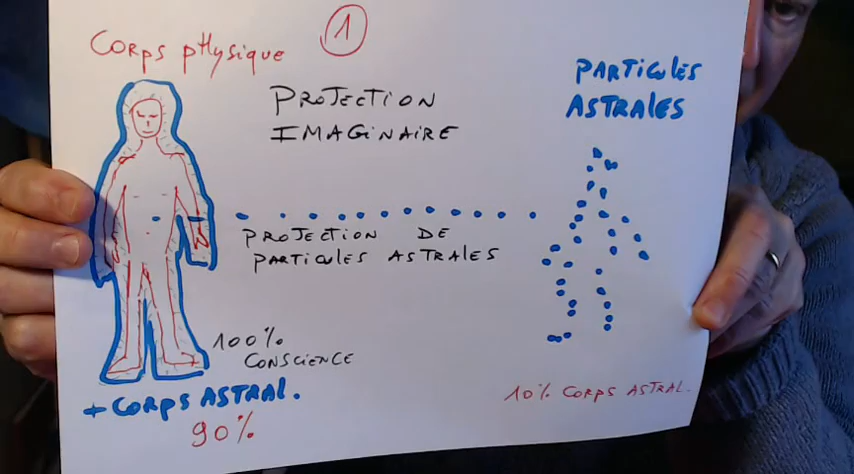 1
CORPS PHYSIQUE
PROJECTION
IMAGINAIRE
PARTICULES
ASTRALES
PROJECTION DE
PARTICULES ASTRALES
100%
CONSCIENCE
+ CORPS ASTRAL.
90%
10% CORPS ASTRAL.